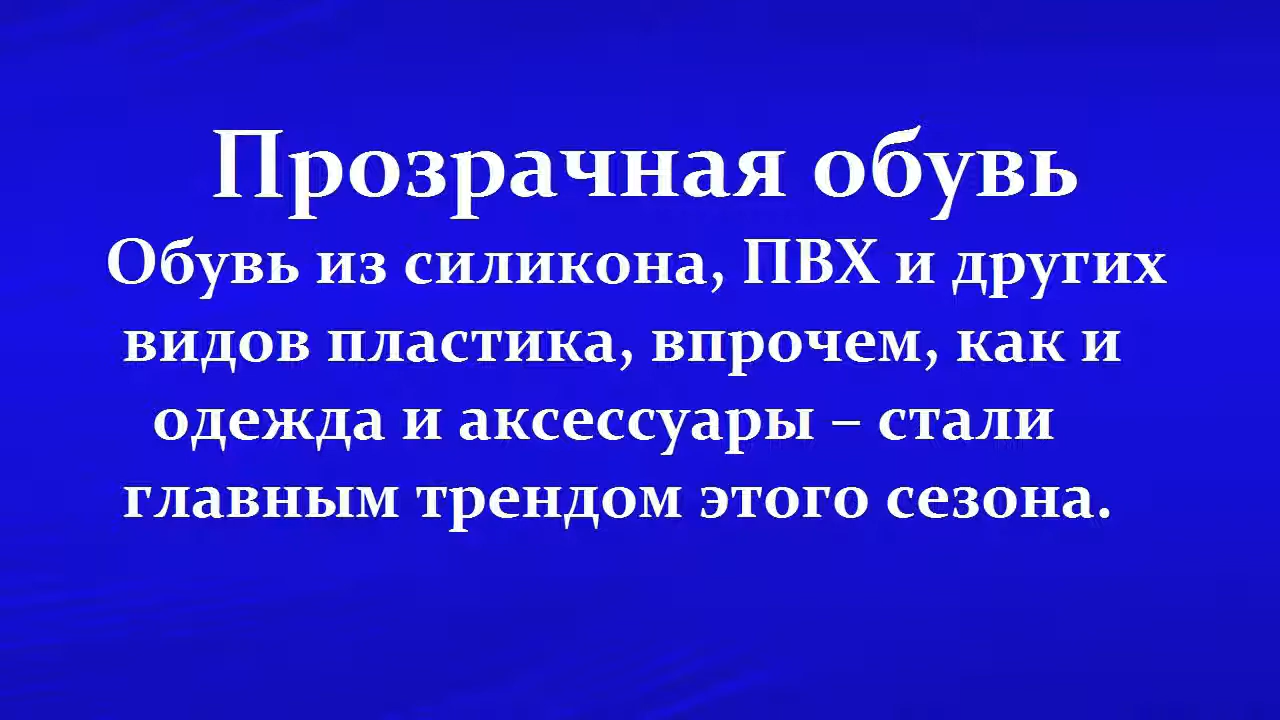 Прозрачная обувь
Обувь из силикона, ПВХ и других
видов пластика, впрочем, как и
одежда и аксессуары – стали
главным трендом этого сезона.